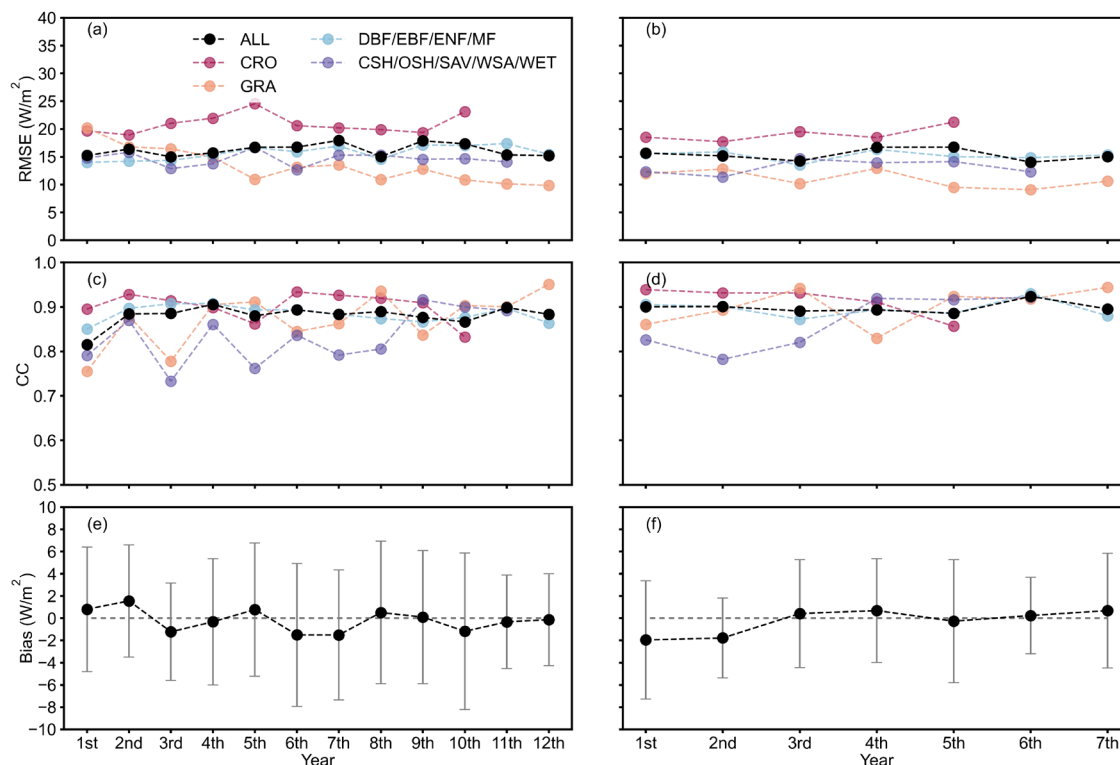 (a)
ALL
CRO
GRA
DBF/EBF/ENF/MF
CSH/OSH/SAV/WSA/WET
RMSE (W/m²)
40
35
30
25
20
15
10
5
0
(b)
(c)
CC
1.0
0.9
0.8
0.7
0.6
0.5
(d)
(e)
Bias (W/m²)
10
8
6
4
2
0
−2
−4
−6
−8
−10
1st 2nd 3rd 4th 5th 6th 7th 8th 9th 10th 11th 12th
Year
(f)
1st 2nd 3rd 4th 5th 6th 7th
Year